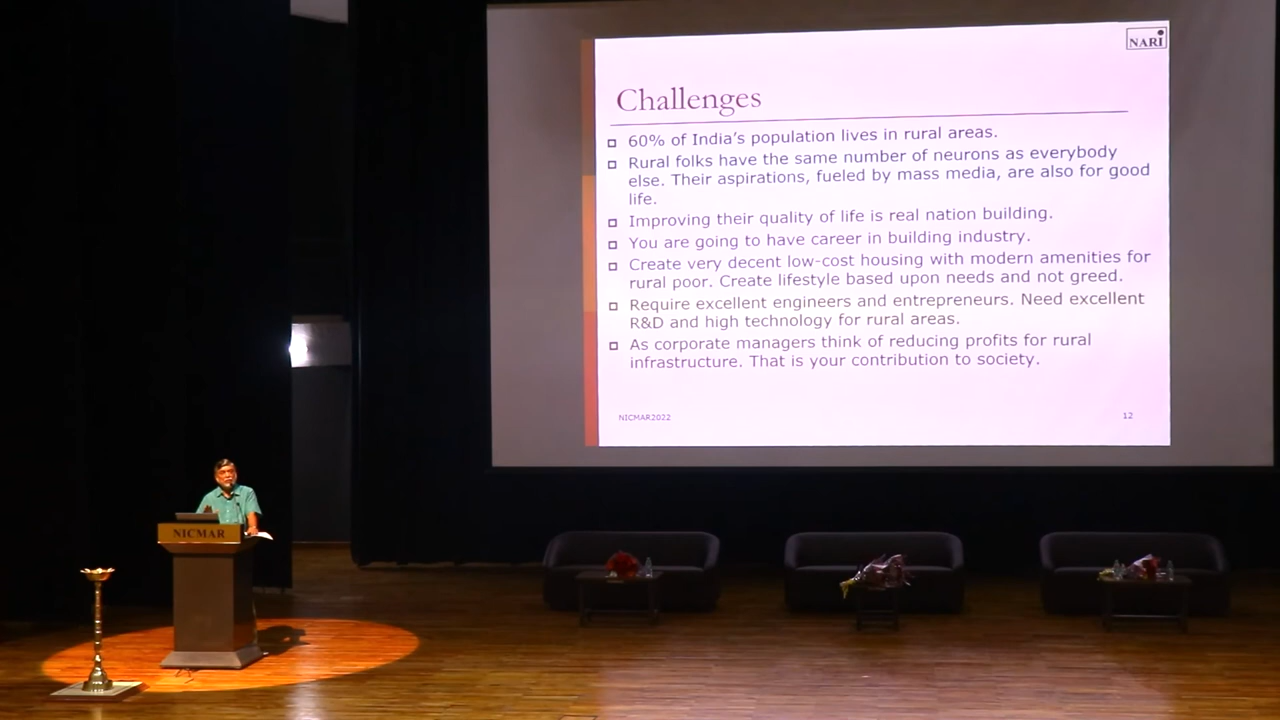 NARI
Challenges
60% of India's population lives in rural areas.
Rural folks have the same number of neurons as everybody
else. Their aspirations, fueled by mass media, are also for good
life.
Improving their quality of life is real nation building.
You are going to have career in building industry.
Create very decent low-cost housing with modern amenities for
rural poor. Create lifestyle based upon needs and not greed.
Require excellent engineers and entrepreneurs. Need excellent
R&D and high technology for rural areas.
As corporate managers think of reducing profits for rural
infrastructure. That is your contribution to society.
NICMAR2022
12
NICMAR